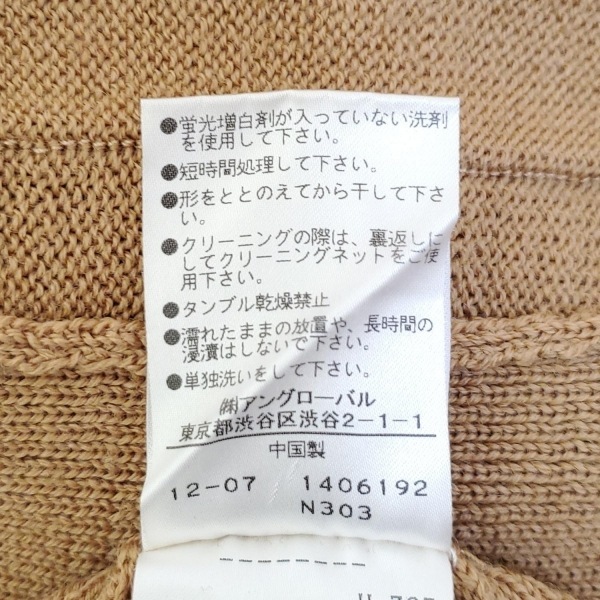 ●蛍光増白剤が入っていない洗剤
を使用して下さい。
●短時間処理して下さい。
●形をととのえてから干して下さ
い。
●クリーニングの際は、裏返しに
してクリーニングネットをご使
用下さい。
●タンブル乾燥禁止
●濡れたままの放置や、長時間の
浸漬はしないで下さい。
●単独洗いをして下さい。
㈱アングローバル
東京都渋谷区渋谷2-1-1
中国製
12-07 1406192
N303